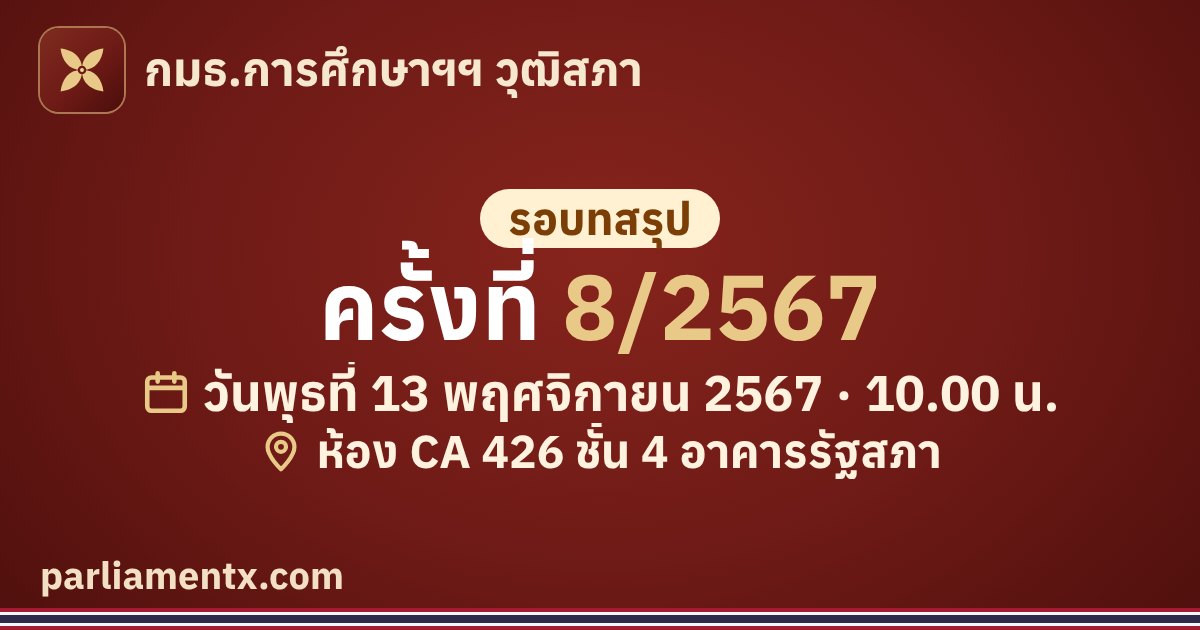 กมธ.การศึกษาฯฯ วุฒิสภา
รอบทสรุป
ครั้งที่ 8/2567
วันพุธที่ 13 พฤศจิกายน 2567 · 10.00 น.
ห้อง CA 426 ชั้น 4 อาคารรัฐสภา
parliamentx.com